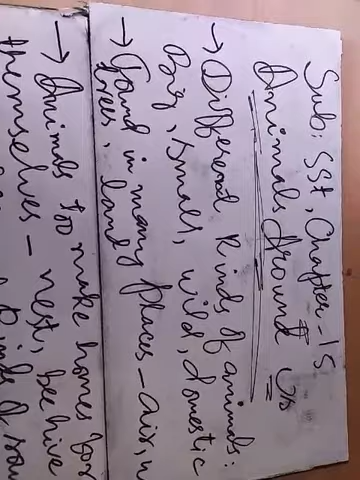 Sub: SSt, Chapter-15
Animals Around Us
→ Different Kinds of animals:
Big, small, wild, domestic
→ Found in many places - air,
trees, land
→ Animals too make homes for
themselves - nest, beehive